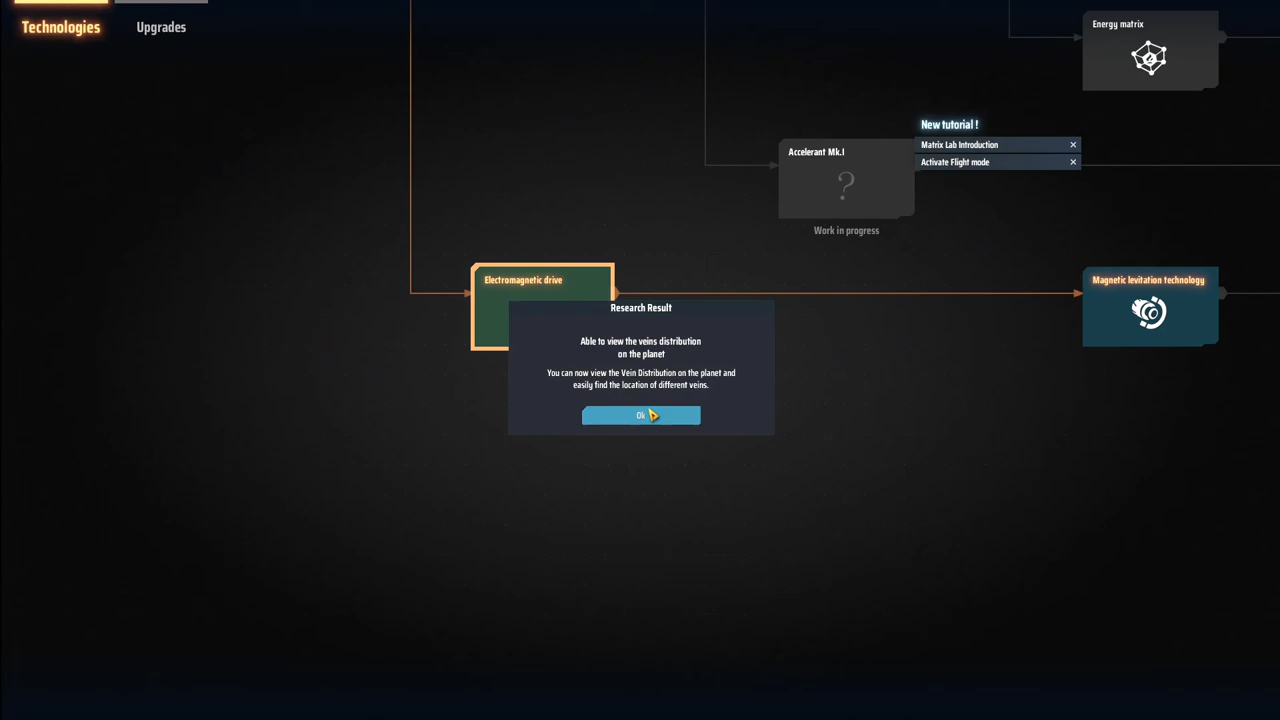 Technologies
Upgrades
Energy matrix
New tutorial !
Matrix Lab Introduction
Activate Flight mode
Accelerant Mk.I
?
Work in progress
Electromagnetic drive
Magnetic levitation technology
Research Result
Able to view the veins distribution
on the planet
You can now view the Vein Distribution on the planet and
easily find the location of different veins.
Ok